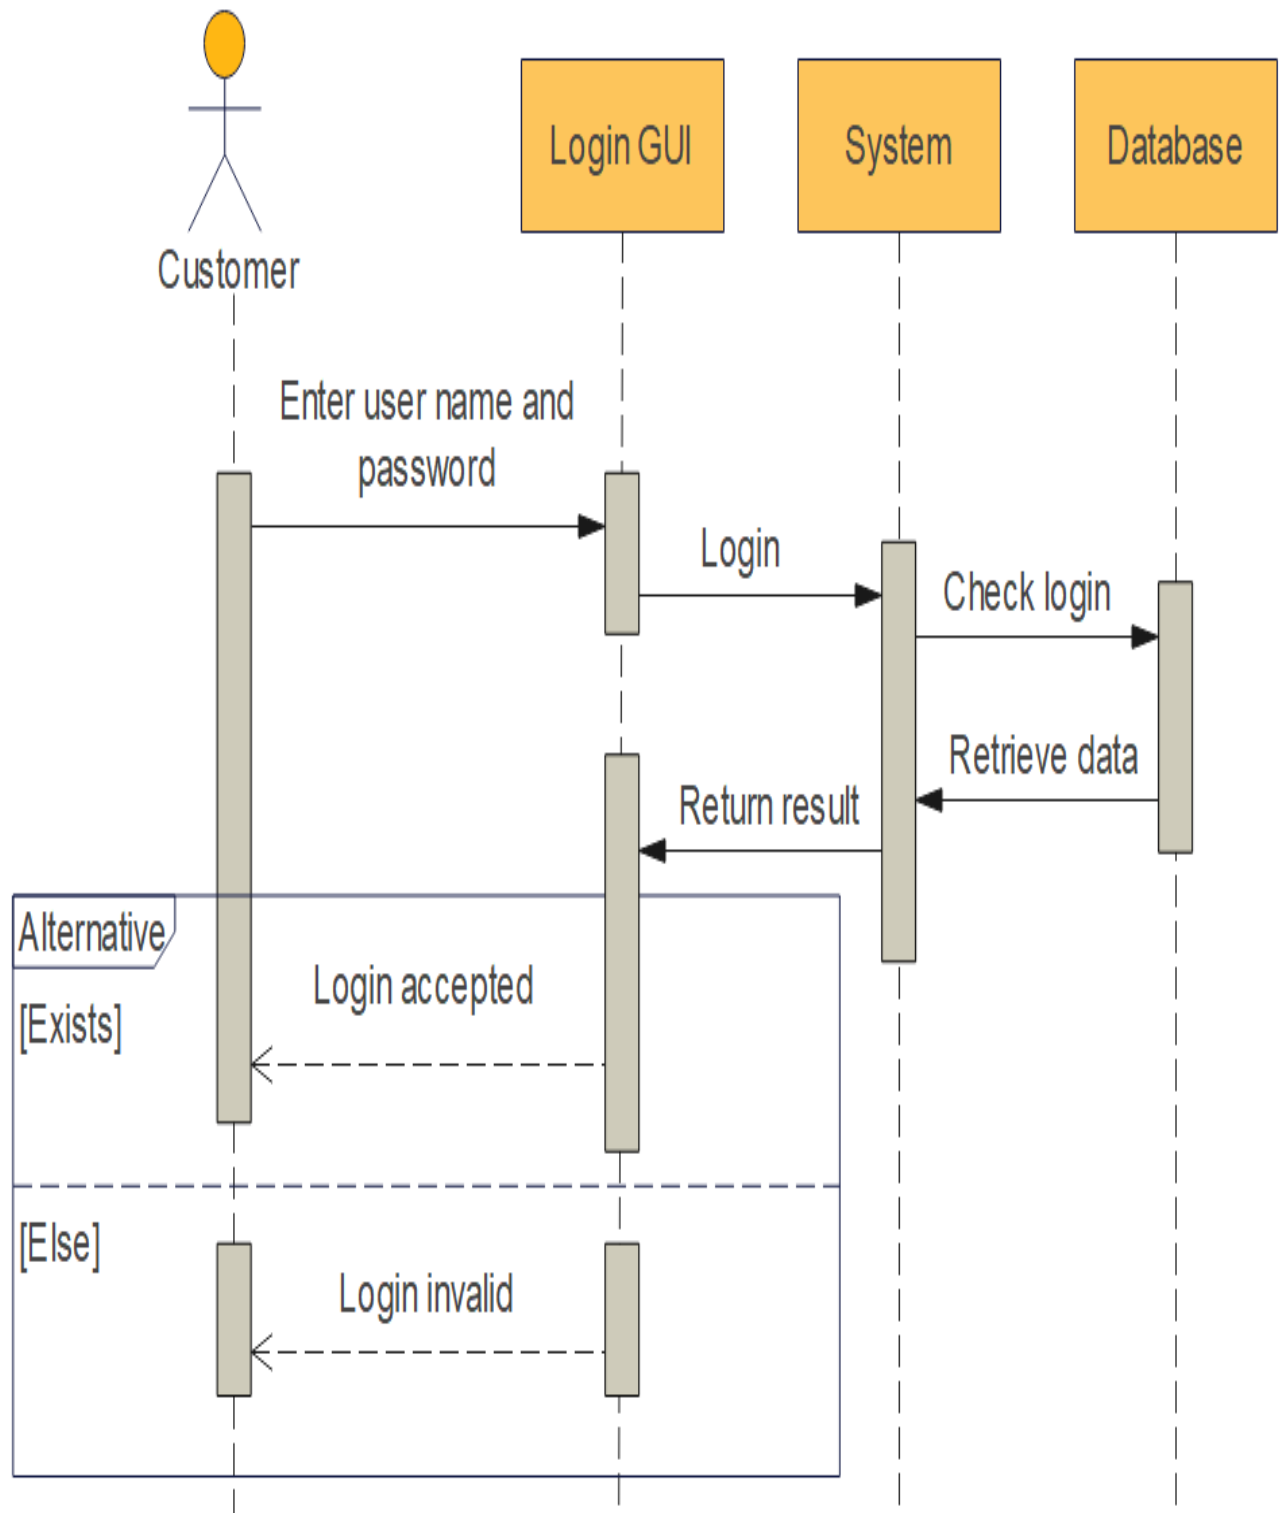 Login GUI
System
Database
Customer
Enter user name and
password
Login
Check login
Retrieve data
Return result
Alternative
Login accepted
[Exists]
[Else]
Login invalid